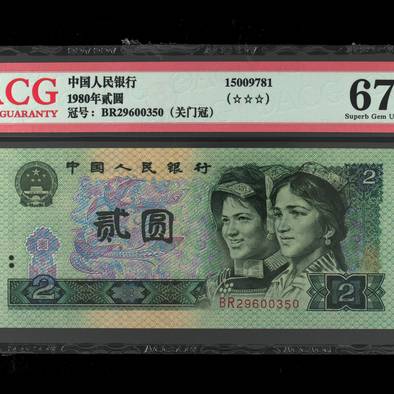 ACG
GUARANTY
中国人民银行
1980年贰圆
冠号：BR29600350（关门冠）
15009781
(☆☆☆)
67
Superb Gem U
中国人民银行
贰圆
2
BR29600350
2
2